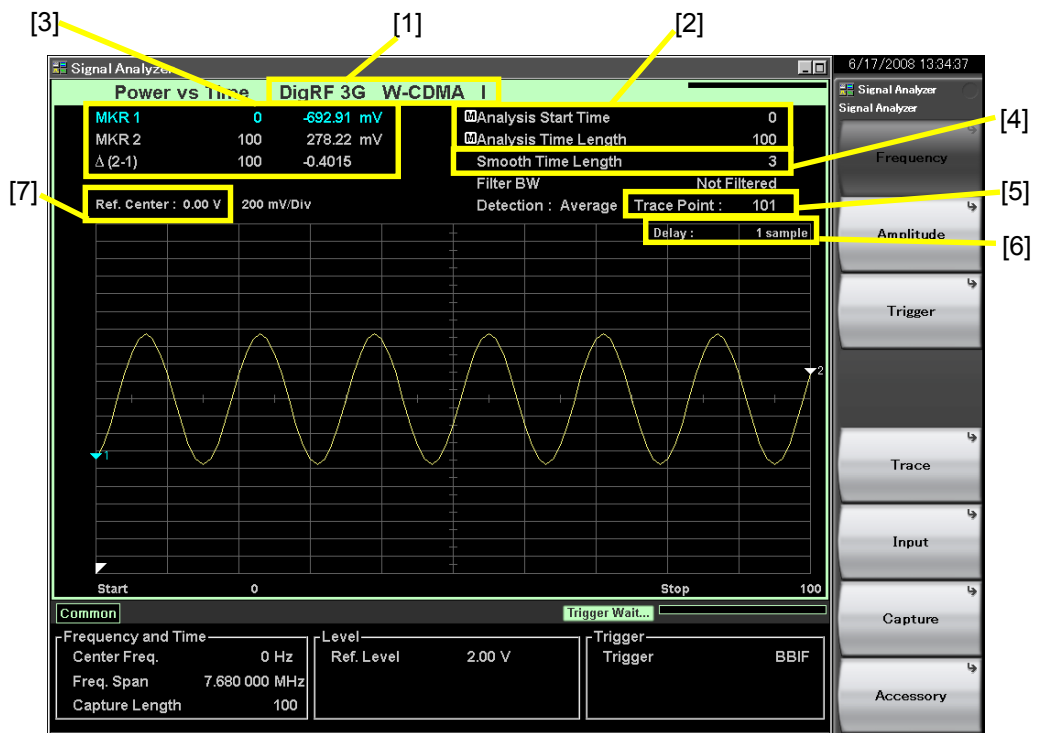 [3] [1] [2]
Signal Analyzer
6/17/2008 13:34:37
Power vs Time DigRF 3G W-CDMA I
Signal Analyzer
Signal Analyzer
MKR 1 0 -692.91 mV
MKR 2 100 278.22 mV
Δ (2-1) 100 -0.4015
M Analysis Start Time 0
M Analysis Time Length 100
Smooth Time Length 3
Filter BW Not Filtered
Detection : Average Trace Point : 101
Delay : 1 sample
[4]
[5]
[6]
[7]
Ref. Center : 0.00 V 200 mV/Div
Frequency
Amplitude
Trigger
Trace
Input
Capture
Accessory
2
1
Start 0 Stop 100
Common
Trigger Wait...
Frequency and Time
Center Freq. 0 Hz
Freq. Span 7.680 000 MHz
Capture Length 100
Level
Ref. Level 2.00 V
Trigger
Trigger BBIF